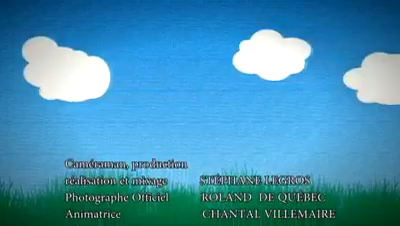 Caméraman, production
réalisation et mixage STÉPHANE LEGROS
Photographe Officiel ROLAND DE QUÉBEC
Animatrice CHANTAL VILLEMAIRE